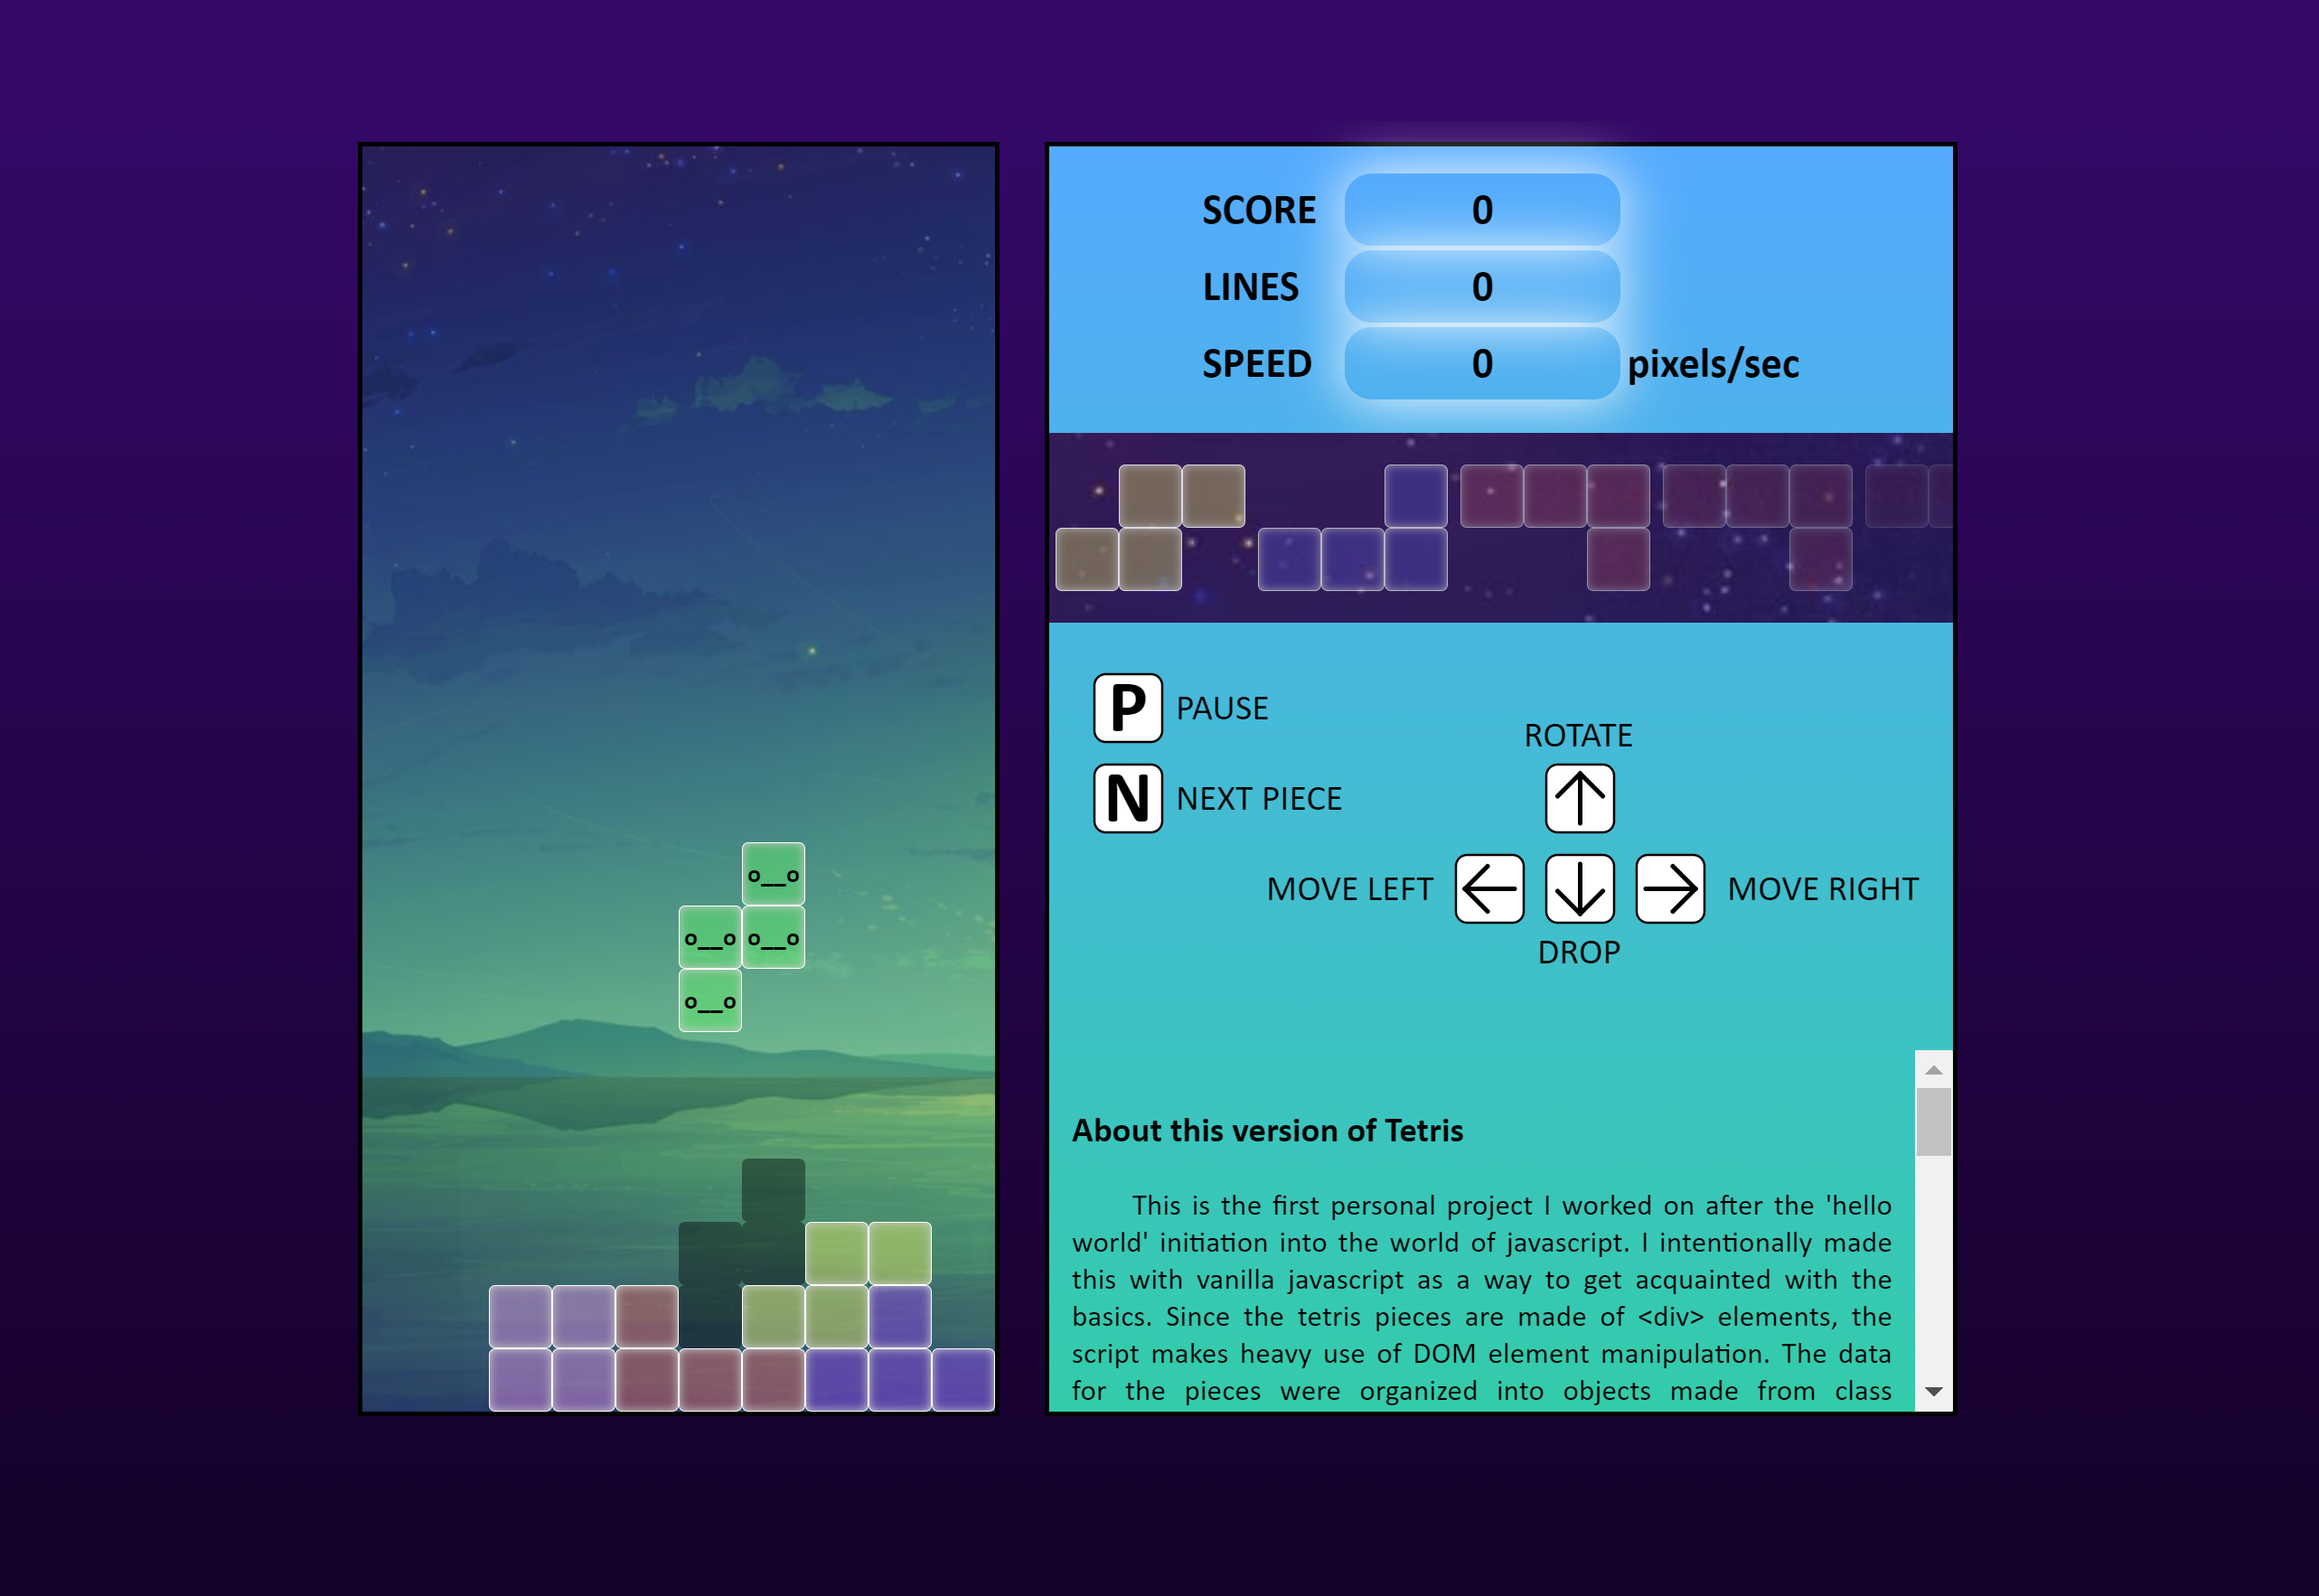 SCORE 0
LINES 0
SPEED 0 pixels/sec
P PAUSE
N NEXT PIECE
ROTATE
↑
MOVE LEFT ← ↓ → MOVE RIGHT
DROP
o__o
o__o o__o
o__o
About this version of Tetris
This is the first personal project I worked on after the 'hello
world' initiation into the world of javascript. I intentionally made
this with vanilla javascript as a way to get acquainted with the
basics. Since the tetris pieces are made of <div> elements, the
script makes heavy use of DOM element manipulation. The data
for the pieces were organized into objects made from class